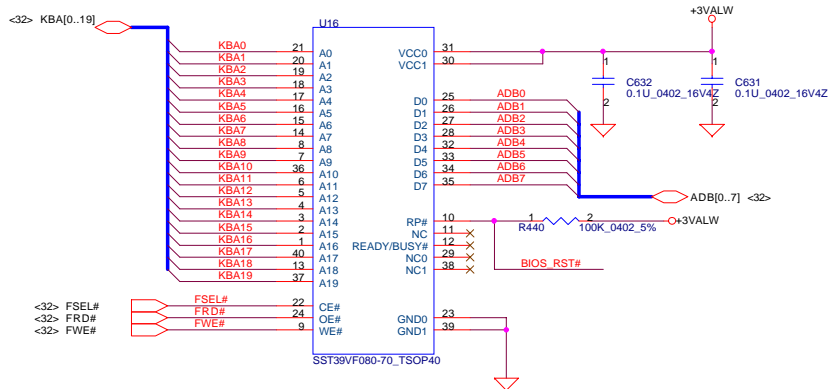 <32> KBA[0..19]
U16
+3VALW
KBA0 21 A0 VCC0 31
KBA1 20 A1 VCC1 30
KBA2 19 A2
KBA3 18 A3
KBA4 17 A4
KBA5 16 A5
KBA6 15 A6
KBA7 14 A7
KBA8 8 A8
KBA9 7 A9
KBA10 36 A10
KBA11 6 A11
KBA12 5 A12
KBA13 4 A13
KBA14 3 A14
KBA15 2 A15
KBA16 1 A16
KBA17 40 A17
KBA18 13 A18
KBA19 37 A19
1
C632
0.1U_0402_16V4Z
2
1
C631
0.1U_0402_16V4Z
2
D0 25 ADB0
D1 26 ADB1
D2 27 ADB2
D3 28 ADB3
D4 32 ADB4
D5 33 ADB5
D6 34 ADB6
D7 35 ADB7
ADB[0..7] <32>
RP# 10
1 2
R440 100K_0402_5%
+3VALW
NC 11
READY/BUSY# 12
NC0 29
NC1 38
BIOS_RST#
<32> FSEL# FSEL# 22 CE#
<32> FRD# FRD# 24 OE#
<32> FWE# FWE# 9 WE#
GND0 23
GND1 39
SST39VF080-70_TSOP40